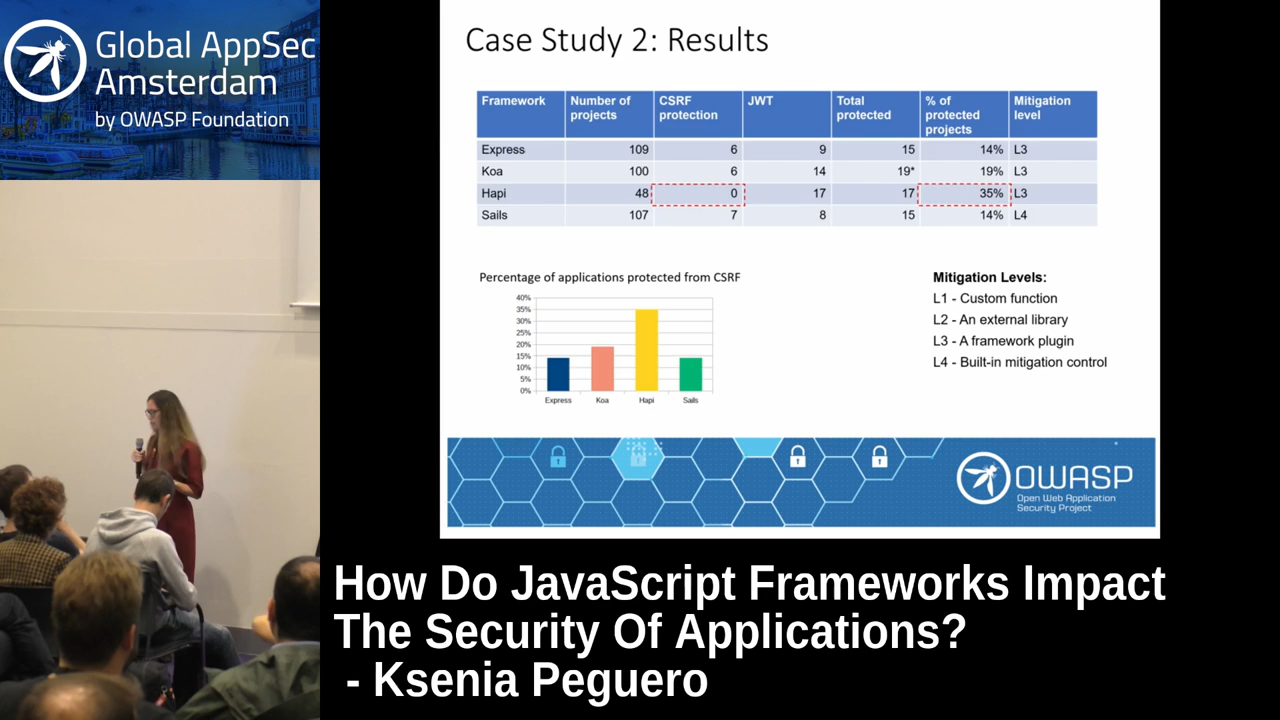 Global AppSec
Amsterdam
by OWASP Foundation
Case Study 2: Results
Framework Number of projects CSRF protection JWT Total protected % of protected projects Mitigation level
Express 109 6 9 15 14% L3
Koa 100 6 14 19* 19% L3
Hapi 48 0 17 17 35% L3
Sails 107 7 8 15 14% L4
Percentage of applications protected from CSRF
40%
35%
30%
25%
20%
15%
10%
5%
0%
Express Koa Hapi Sails
Mitigation Levels:
L1 - Custom function
L2 - An external library
L3 - A framework plugin
L4 - Built-in mitigation control
OWASP
Open Web Application
Security Project
How Do JavaScript Frameworks Impact
The Security Of Applications?
- Ksenia Peguero